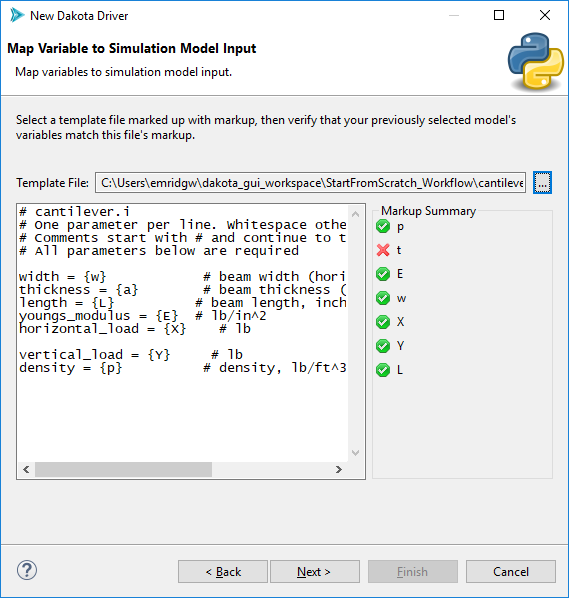 New Dakota Driver
Map Variable to Simulation Model Input
Map variables to simulation model input.
Select a template file marked up with markup, then verify that your previously selected model's
variables match this file's markup.
Template File: C:\Users\emridgw\dakota_gui_workspace\StartFromScratch_Workflow\cantileve ...
# cantilever.i
# One parameter per line. Whitespace othe
# Comments start with # and continue to t
# All parameters below are required
width = {w} # beam width (hori
thickness = {a} # beam thickness (
length = {L} # beam length, inch
youngs_modulus = {E} # lb/in^2
horizontal_load = {X} # lb
vertical_load = {Y} # lb
density = {p} # density, lb/ft^3
Markup Summary
p
t
E
w
X
Y
L
< Back
Next >
Finish
Cancel